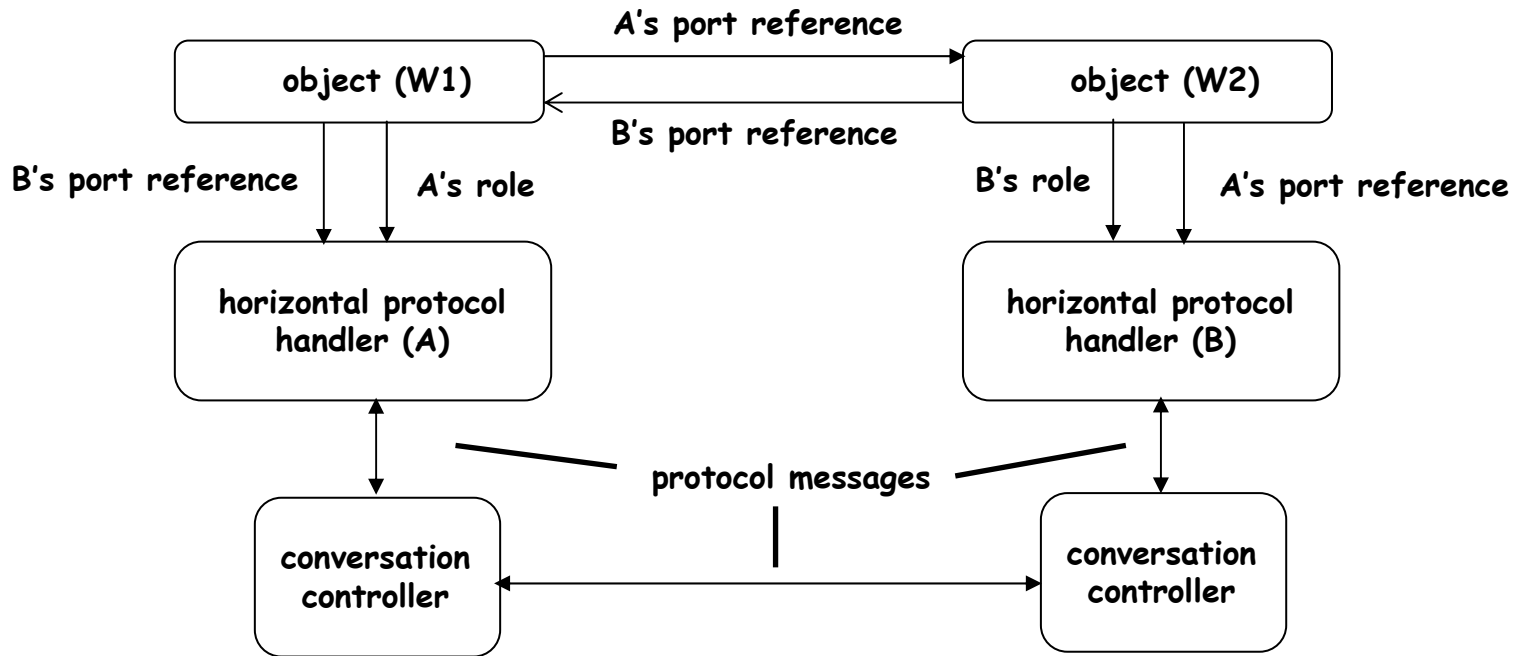 A's port reference
object (W1)
object (W2)
B's port reference
B's port reference
A's role
B's role
A's port reference
horizontal protocol
handler (A)
horizontal protocol
handler (B)
protocol messages
conversation
controller
conversation
controller